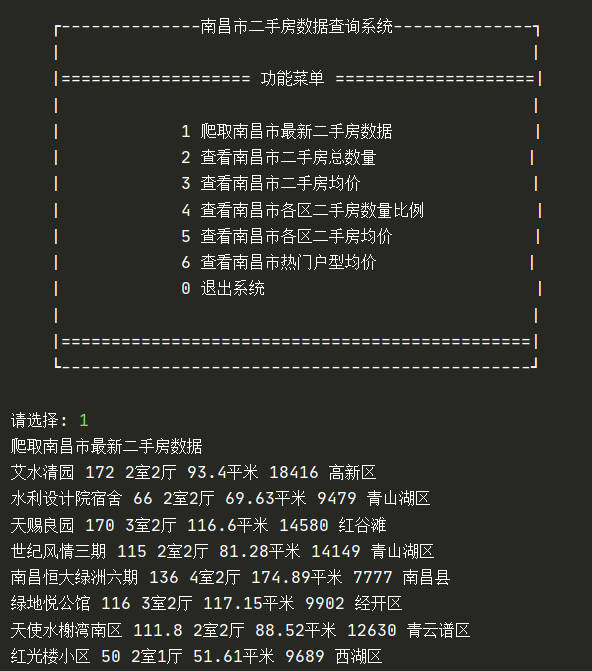 ┌--------------南昌市二手房数据查询系统--------------┐
| |
|=================== 功能菜单 ====================|
| |
| 1 爬取南昌市最新二手房数据 |
| 2 查看南昌市二手房总数量 |
| 3 查看南昌市二手房均价 |
| 4 查看南昌市各区二手房数量比例 |
| 5 查看南昌市各区二手房均价 |
| 6 查看南昌市热门户型均价 |
| 0 退出系统 |
| |
|===============================================|
└-----------------------------------------------┘
请选择: 1
爬取南昌市最新二手房数据
艾水清园 172 2室2厅 93.4平米 18416 高新区
水利设计院宿舍 66 2室2厅 69.63平米 9479 青山湖区
天赐良园 170 3室2厅 116.6平米 14580 红谷滩
世纪风情三期 115 2室2厅 81.28平米 14149 青山湖区
南昌恒大绿洲六期 136 4室2厅 174.89平米 7777 南昌县
绿地悦公馆 116 3室2厅 117.15平米 9902 经开区
天使水榭湾南区 111.8 2室2厅 88.52平米 12630 青云谱区
红光楼小区 50 2室1厅 51.61平米 9689 西湖区